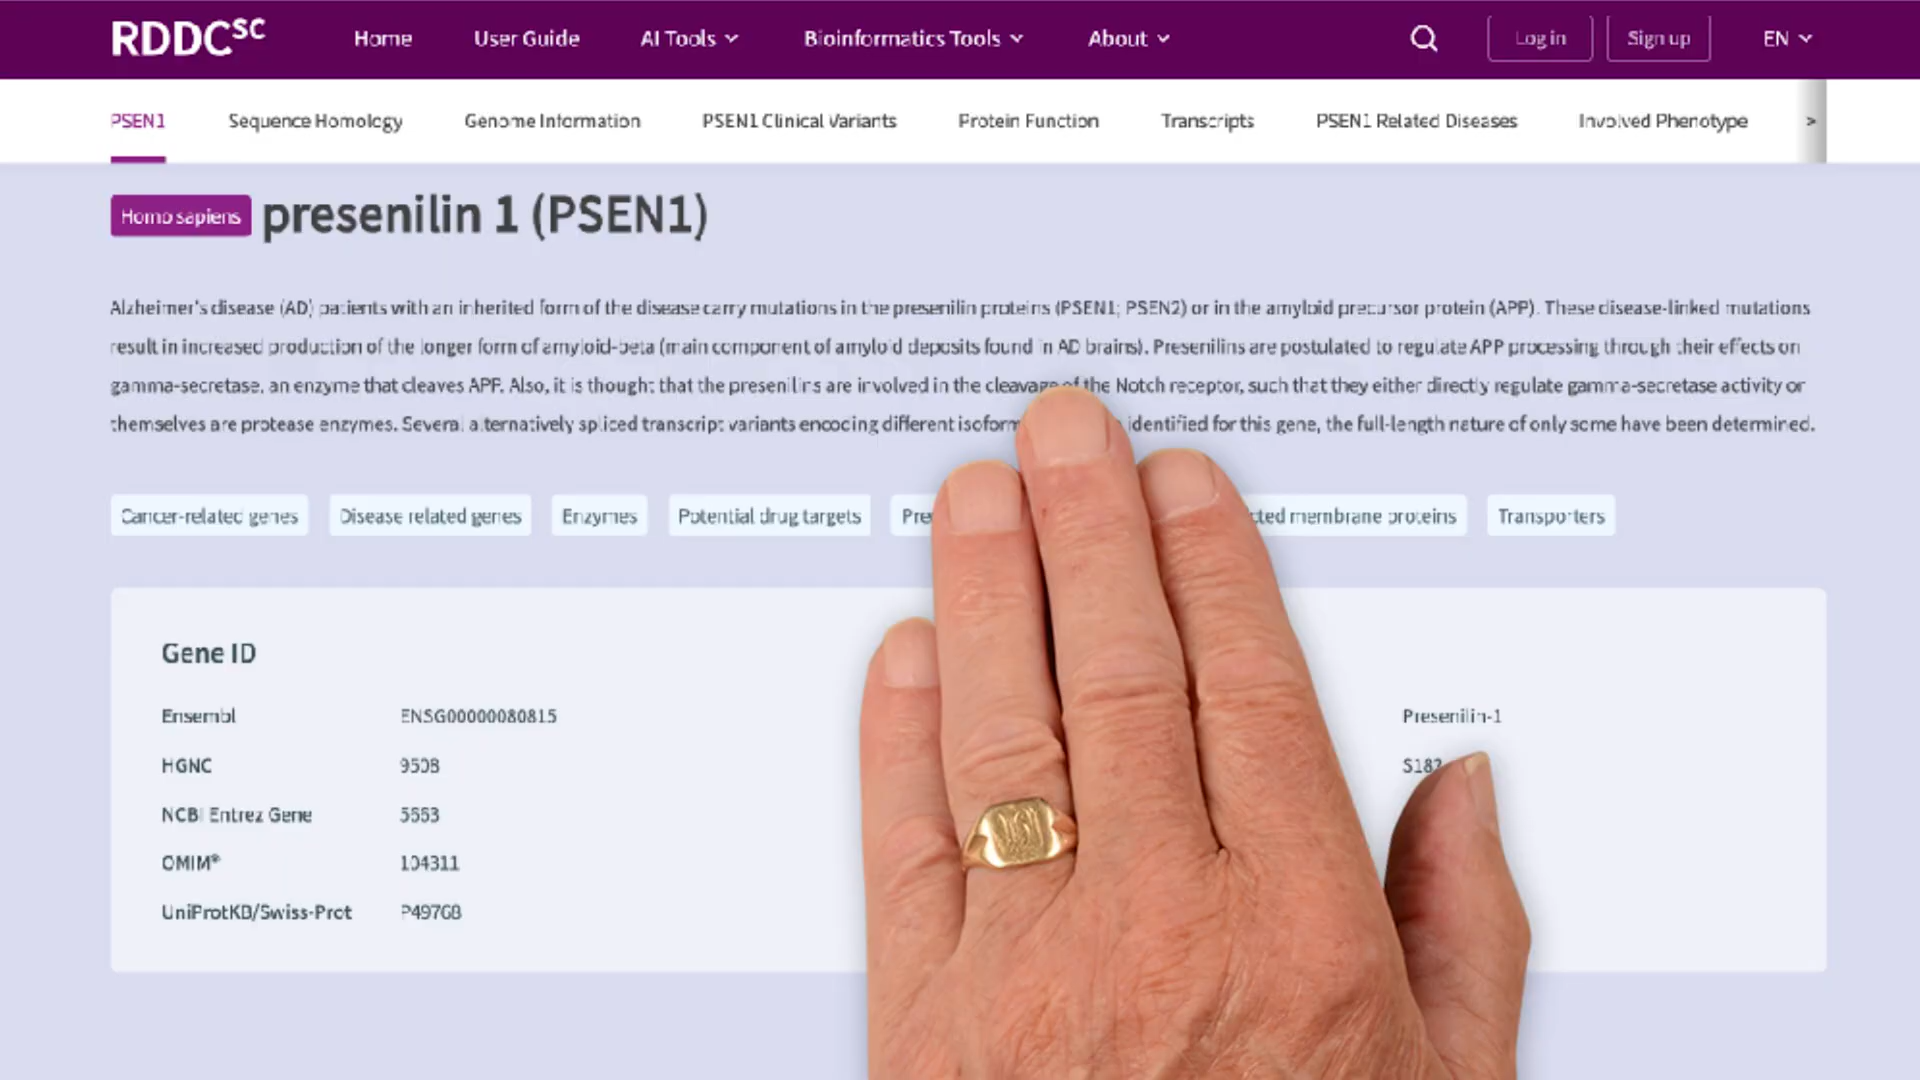 RDDCSC Home User Guide AI Tools Bioinformatics Tools About Log in Sign up EN
PSEN1 Sequence Homology Genome Information PSEN1 Clinical Variants Protein Function Transcripts PSEN1 Related Diseases Involved Phenotype >
Homo sapiens presenilin 1 (PSEN1)
Alzheimer's disease (AD) patients with an inherited form of the disease carry mutations in the presenilin proteins (PSEN1; PSEN2) or in the amyloid precursor protein (APP). These disease-linked mutations
result in increased production of the longer form of amyloid-beta (main component of amyloid deposits found in AD brains). Presenilins are postulated to regulate APP processing through their effects on
gamma-secretase, an enzyme that cleaves APP. Also, it is thought that the presenilins are involved in the cleavage of the Notch receptor, such that they either directly regulate gamma-secretase activity or
themselves are protease enzymes. Several alternatively spliced transcript variants encoding different identified for this gene, the full-length nature of only some have been determined.
Cancer-related genes Disease related genes Enzymes Potential drug targets membrane proteins Transporters
Gene ID
Ensembl ENSG00000080815 Presenilin-1
HGNC 9508 S182
NCBI Entrez Gene 5663
OMIM® 104311
UniProtKB/Swiss-Prot P49768